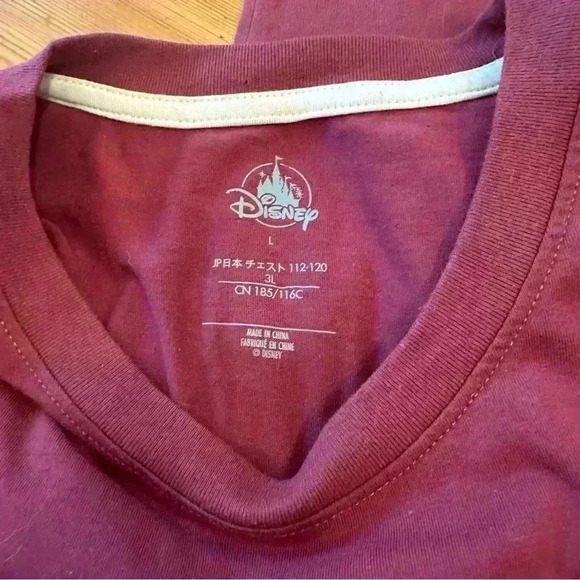 Disney
L
JP日本 チェスト 112-120
3L
CN 185/116C
MADE IN CHINA
FABRIQUÉ EN CHINE
© DISNEY